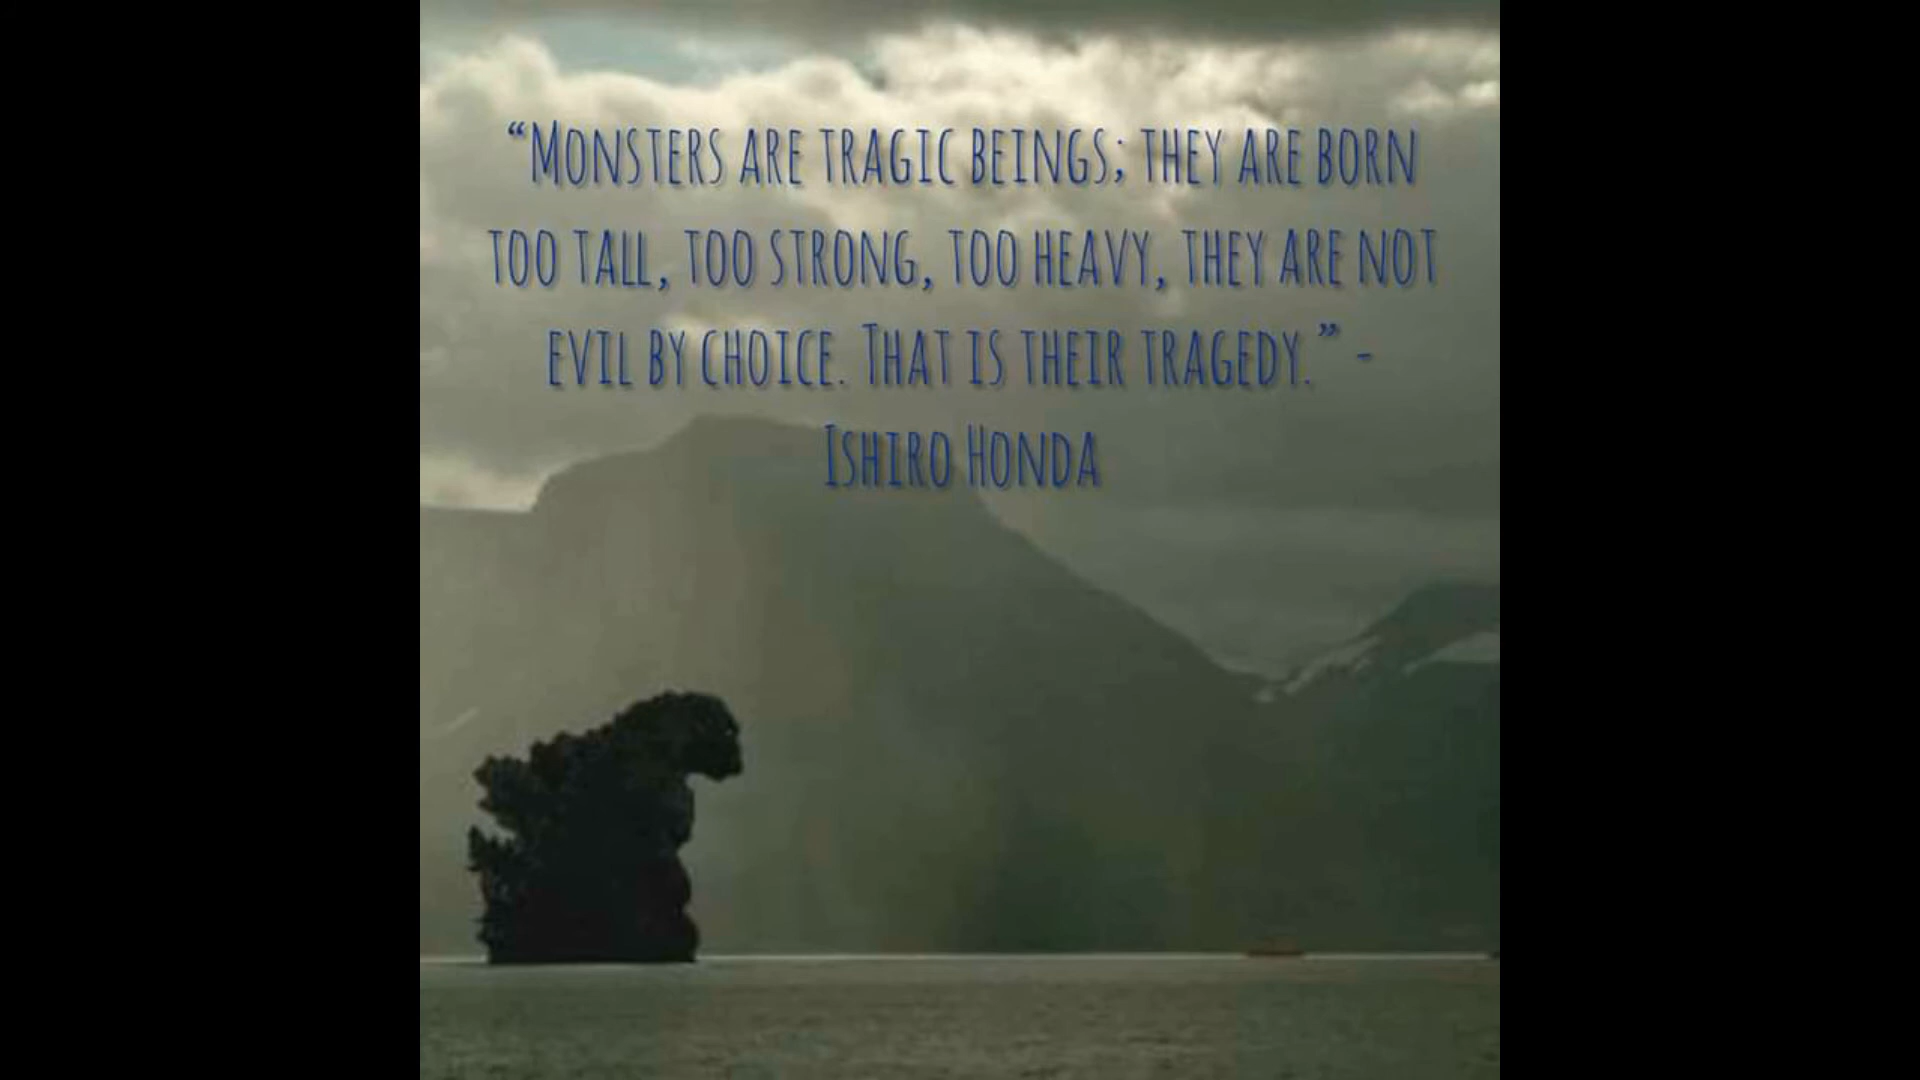 “Monsters are tragic beings; they are born
too tall, too strong, too heavy, they are not
evil by choice. That is their tragedy.” -
Ishiro Honda